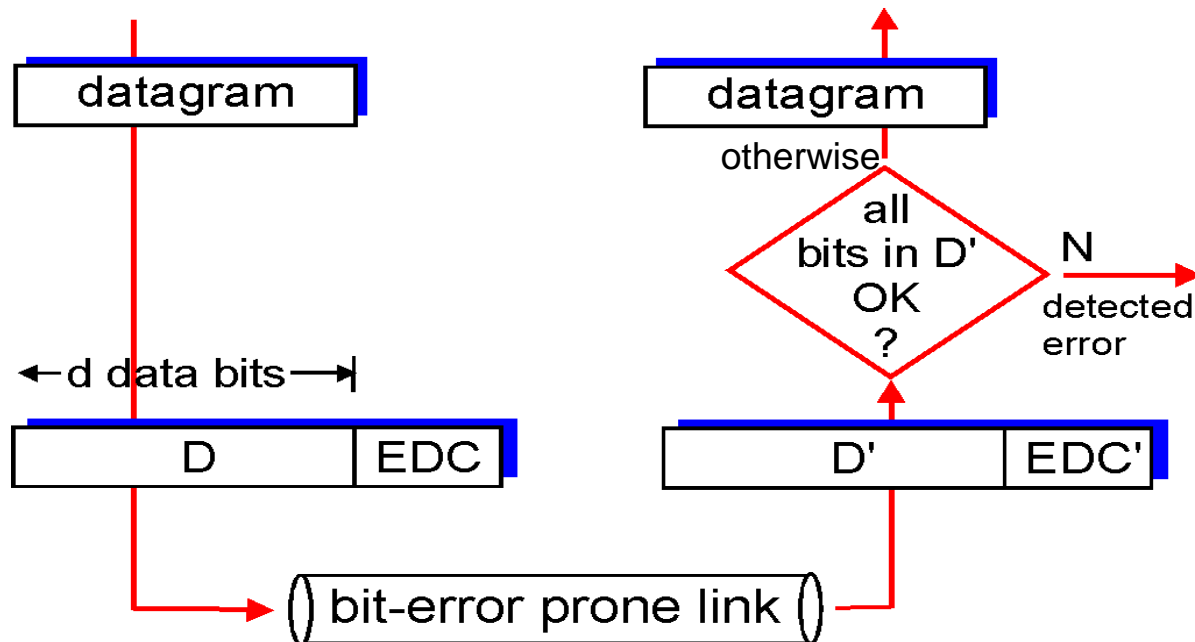 datagram
datagram
otherwise
all
bits in D'
OK
?
N
detected
error
d data bits
D
EDC
D'
EDC'
bit-error prone link